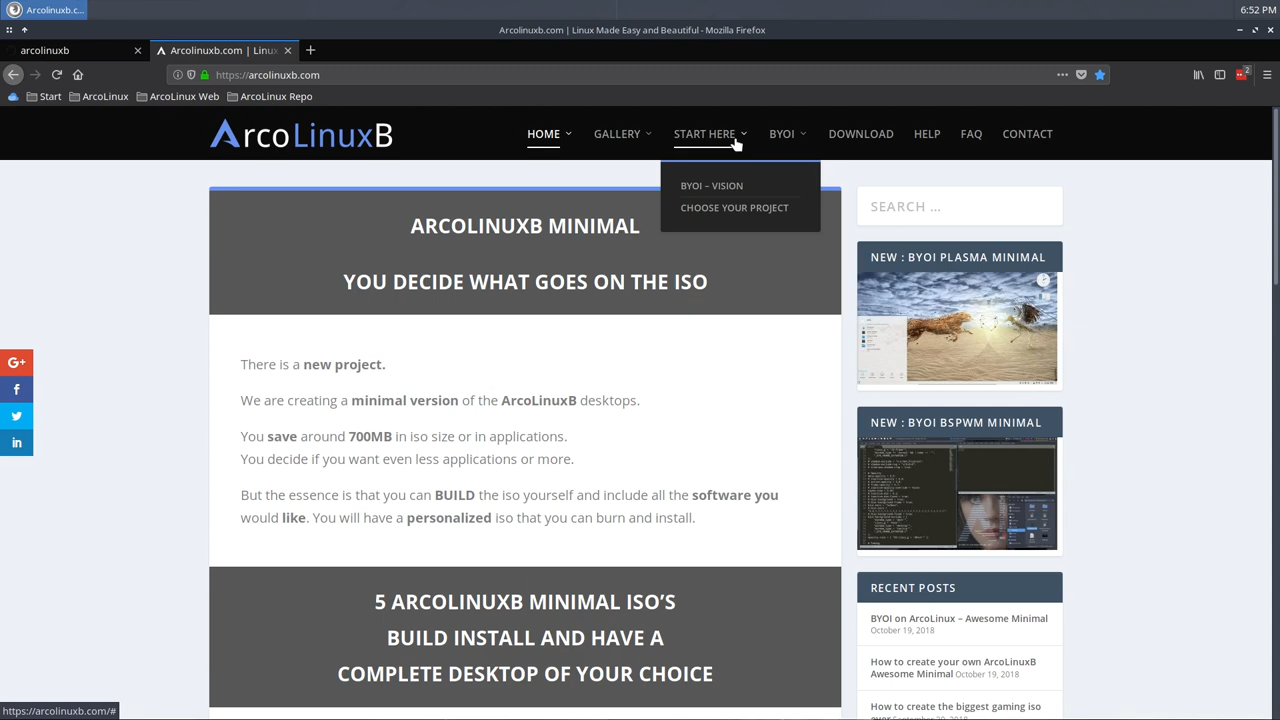 Arcolinuxb.c...
6:52 PM
Arcolinuxb.com | Linux Made Easy and Beautiful - Mozilla Firefox
arcolinuxb
Arcolinuxb.com | Linux
https://arcolinuxb.com
2
Start
ArcoLinux
ArcoLinux Web
ArcoLinux Repo
ArcoLinuxB
HOME
GALLERY
START HERE
BYOI
DOWNLOAD
HELP
FAQ
CONTACT
BYOI – VISION
CHOOSE YOUR PROJECT
ARCOLINUXB MINIMAL
YOU DECIDE WHAT GOES ON THE ISO
There is a new project.
We are creating a minimal version of the ArcoLinuxB desktops.
You save around 700MB in iso size or in applications.
You decide if you want even less applications or more.
But the essence is that you can BUILD the iso yourself and include all the software you
would like. You will have a personalized iso that you can burn and install.
5 ARCOLINUXB MINIMAL ISO’S
BUILD INSTALL AND HAVE A
COMPLETE DESKTOP OF YOUR CHOICE
SEARCH …
NEW : BYOI PLASMA MINIMAL
NEW : BYOI BSPWM MINIMAL
RECENT POSTS
BYOI on ArcoLinux – Awesome Minimal
October 19, 2018
How to create your own ArcoLinuxB
Awesome Minimal October 19, 2018
How to create the biggest gaming iso
G+
f
in
https://arcolinuxb.com/#